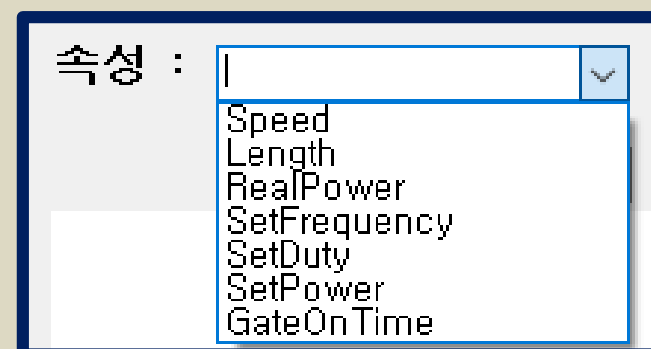 속성 :
Speed
Length
RealPower
SetFrequency
SetDuty
SetPower
GateOnTime